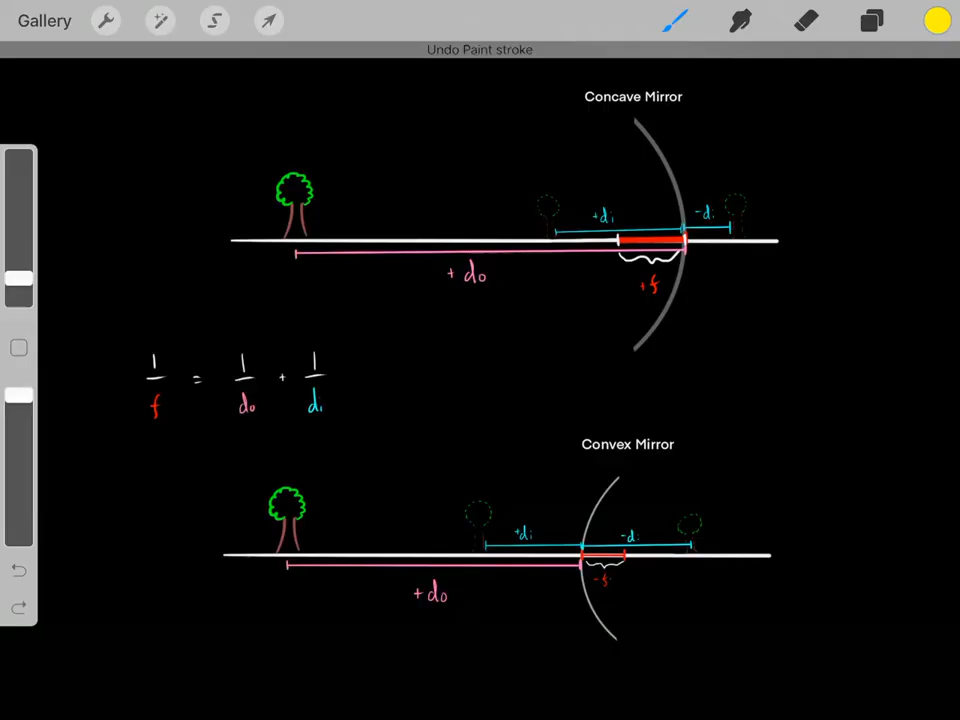 Gallery
Undo Paint stroke
Concave Mirror
+di
-di
+do
+f
1/f = 1/do + 1/di
Convex Mirror
+di
-di
-f
+do